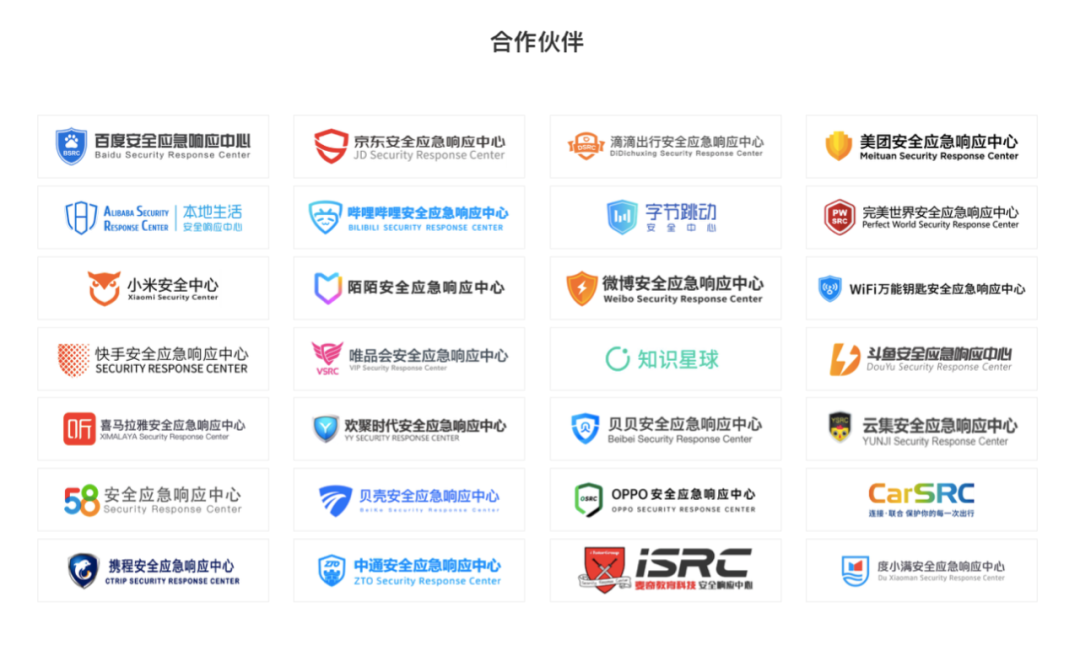 合作伙伴
BSRC
百度安全应急响应中心
Baidu Security Response Center
京东安全应急响应中心
JD Security Response Center
DSRC
滴滴出行安全应急响应中心
DiDichuxing Security Response Center
美团安全应急响应中心
Meituan Security Response Center
ALIBABA SECURITY
RESPONSE CENTER
本地生活
安全响应中心
哔哩哔哩安全应急响应中心
BILIBILI SECURITY RESPONSE CENTER
字节跳动
安全中心
PW
SRC
完美世界安全应急响应中心
Perfect World Security Response Center
小米安全中心
Xiaomi Security Center
陌陌安全应急响应中心
微博安全应急响应中心
Weibo Security Response Center
WiFi万能钥匙安全应急响应中心
快手安全应急响应中心
SECURITY RESPONSE CENTER
VSRC
唯品会安全应急响应中心
VIP Security Response Center
知识星球
斗鱼安全应急响应中心
DouYu Security Response Center
听
喜马拉雅安全应急响应中心
XIMALAYA Security Response Center
Y
欢聚时代安全应急响应中心
YY SECURITY RESPONSE CENTER
贝
贝贝安全应急响应中心
Beibei Security Response Center
云集安全应急响应中心
YUNJI Security Response Center
58
安全应急响应中心
Security Response Center
贝壳安全应急响应中心
BeiKe Security Response Center
OSRC
OPPO 安全应急响应中心
OPPO SECURITY RESPONSE CENTER
CarSRC
连接·联合 保护你的每一次出行
携程安全应急响应中心
CTRIP SECURITY RESPONSE CENTER
ZTO
中通安全应急响应中心
ZTO Security Response Center
iSRC
麦奇教育科技 安全响应中心
度小满安全应急响应中心
Du Xiaoman Security Response Center